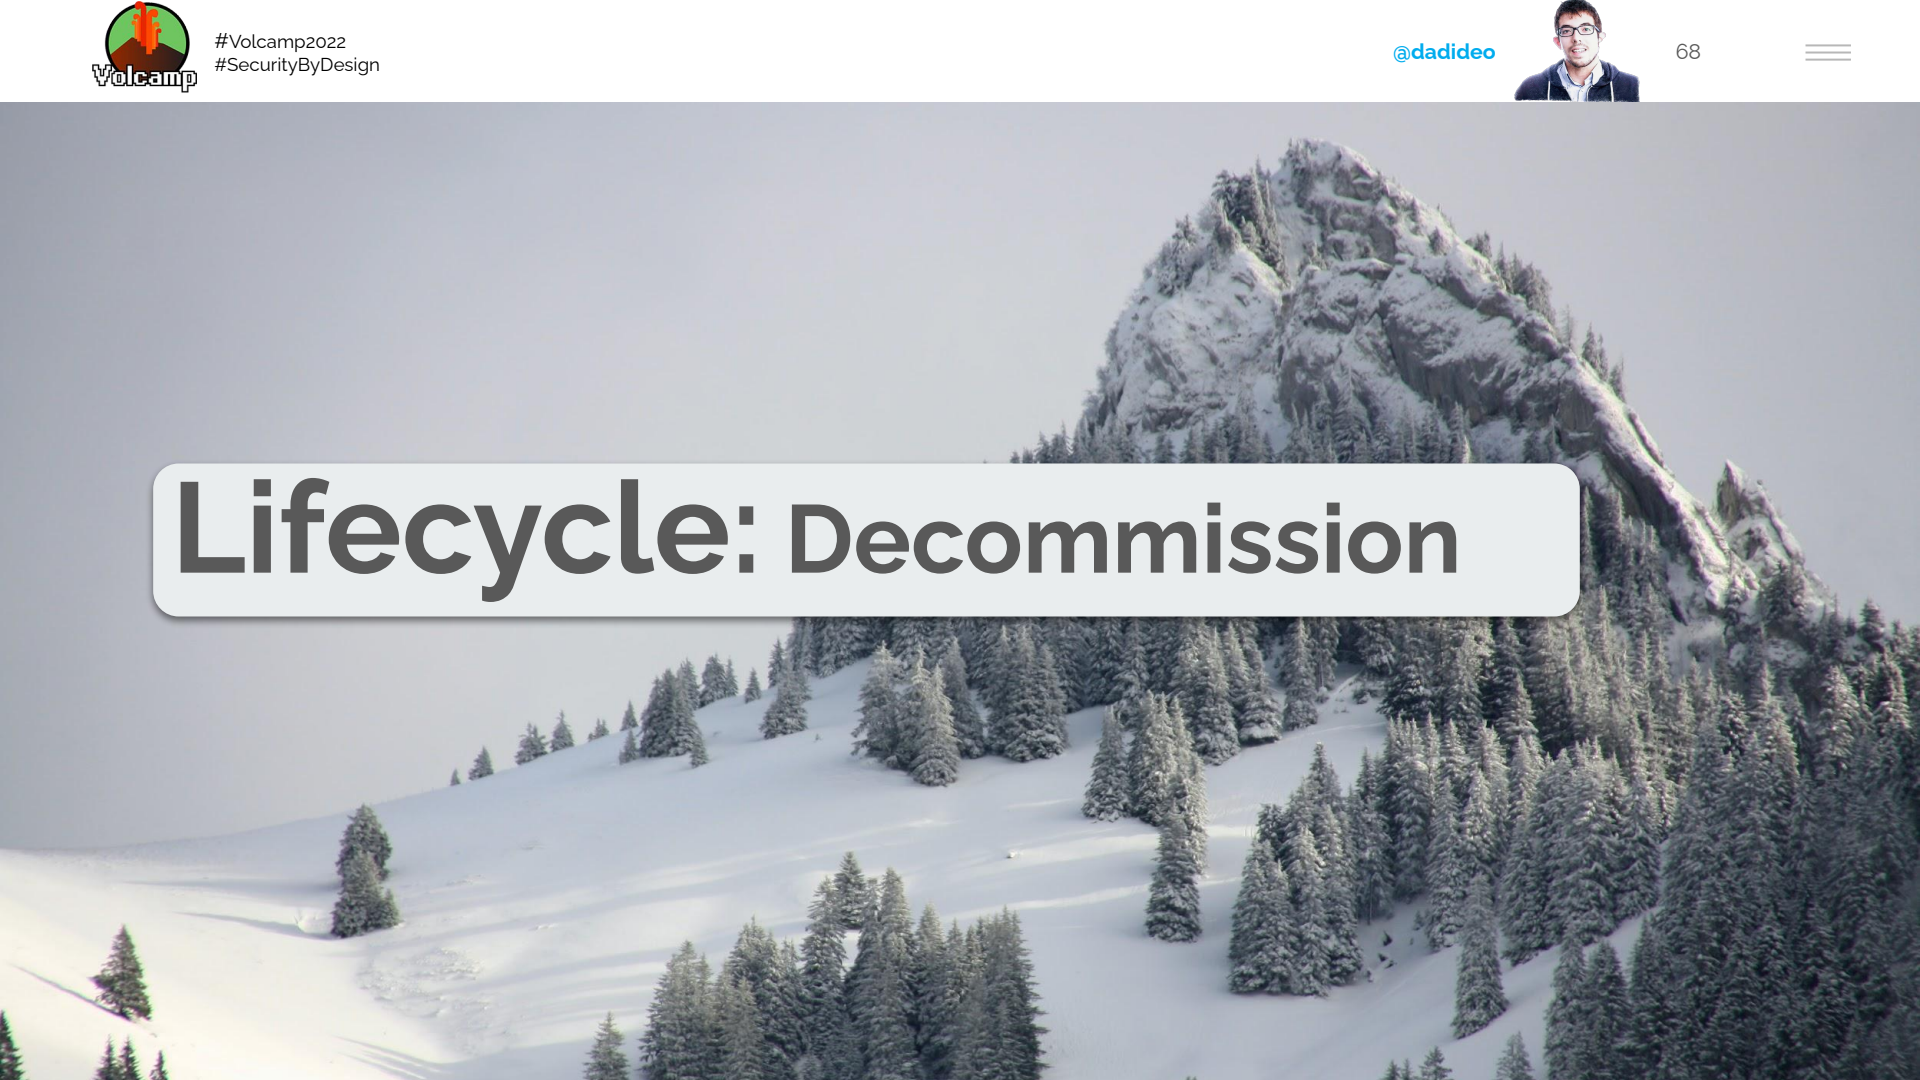 Volcamp
#Volcamp2022
#SecurityByDesign
@dadideo
68
Lifecycle: Decommission